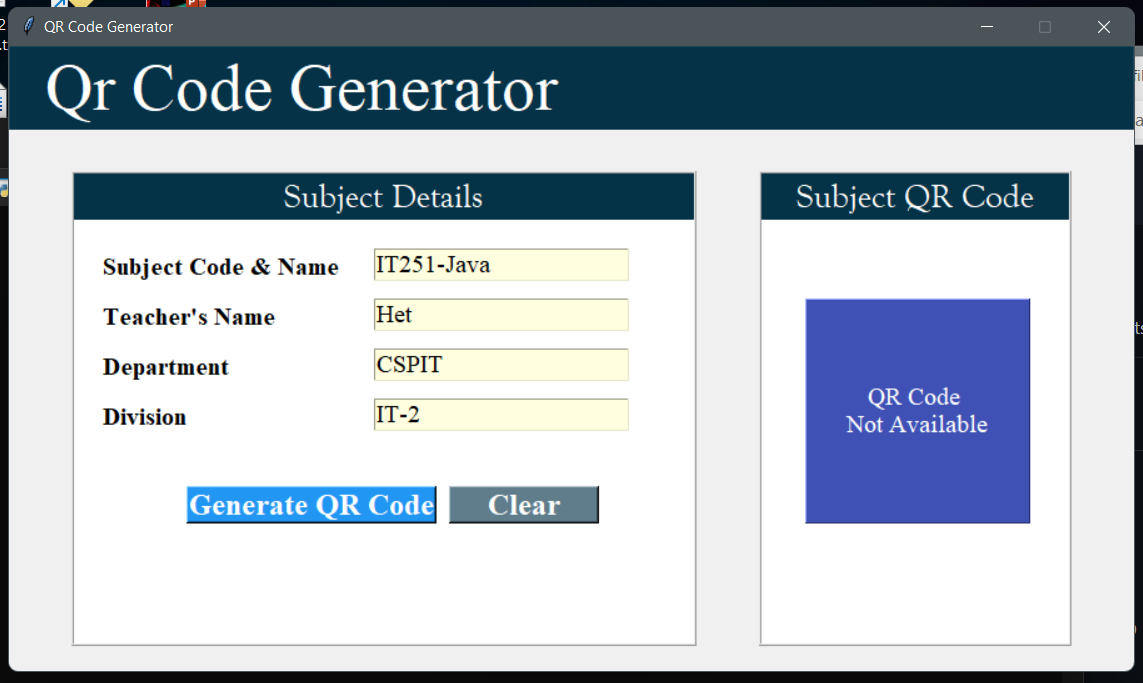 QR Code Generator
Qr Code Generator
Subject Details
Subject Code & Name IT251-Java
Teacher's Name Het
Department CSPIT
Division IT-2
Generate QR Code Clear
Subject QR Code
QR Code
Not Available